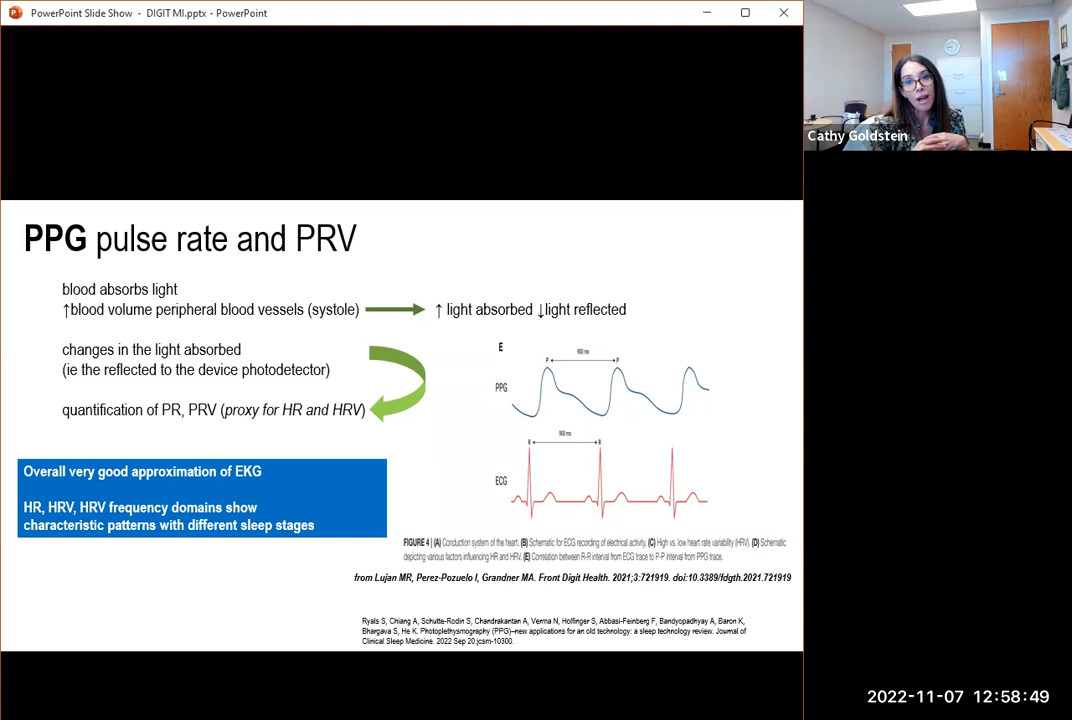 PowerPoint Slide Show - DIGIT MI.pptx - PowerPoint
Cathy Goldstein
PPG pulse rate and PRV
blood absorbs light
↑blood volume peripheral blood vessels (systole) → ↑ light absorbed ↓light reflected
changes in the light absorbed
(ie the reflected to the device photodetector)
quantification of PR, PRV (proxy for HR and HRV)
Overall very good approximation of EKG
HR, HRV, HRV frequency domains show
characteristic patterns with different sleep stages
E
P 900 ms P
PPG
R 900 ms R
ECG
FIGURE 4 | (A) Conduction system of the heart. (B) Schematic for ECG recording of electrical activity. (C) High vs. low heart rate variability (HRV). (D) Schematic
depicting various factors influencing HR and HRV. (E) Correlation between R-R interval from ECG trace to P-P interval from PPG trace.
from Lujan MR, Perez-Pozuelo I, Grandner MA. Front Digit Health. 2021;3:721919. doi:10.3389/fdgth.2021.721919
Ryals S, Chiang A, Schutte-Rodin S, Chandrakantan A, Verma N, Holfinger S, Abbasi-Feinberg F, Bandyopadhyay A, Baron K,
Bhargava S, He K. Photoplethysmography (PPG)–new applications for an old technology: a sleep technology review. Journal of
Clinical Sleep Medicine. 2022 Sep 20:jcsm-10300.
2022-11-07 12:58:49